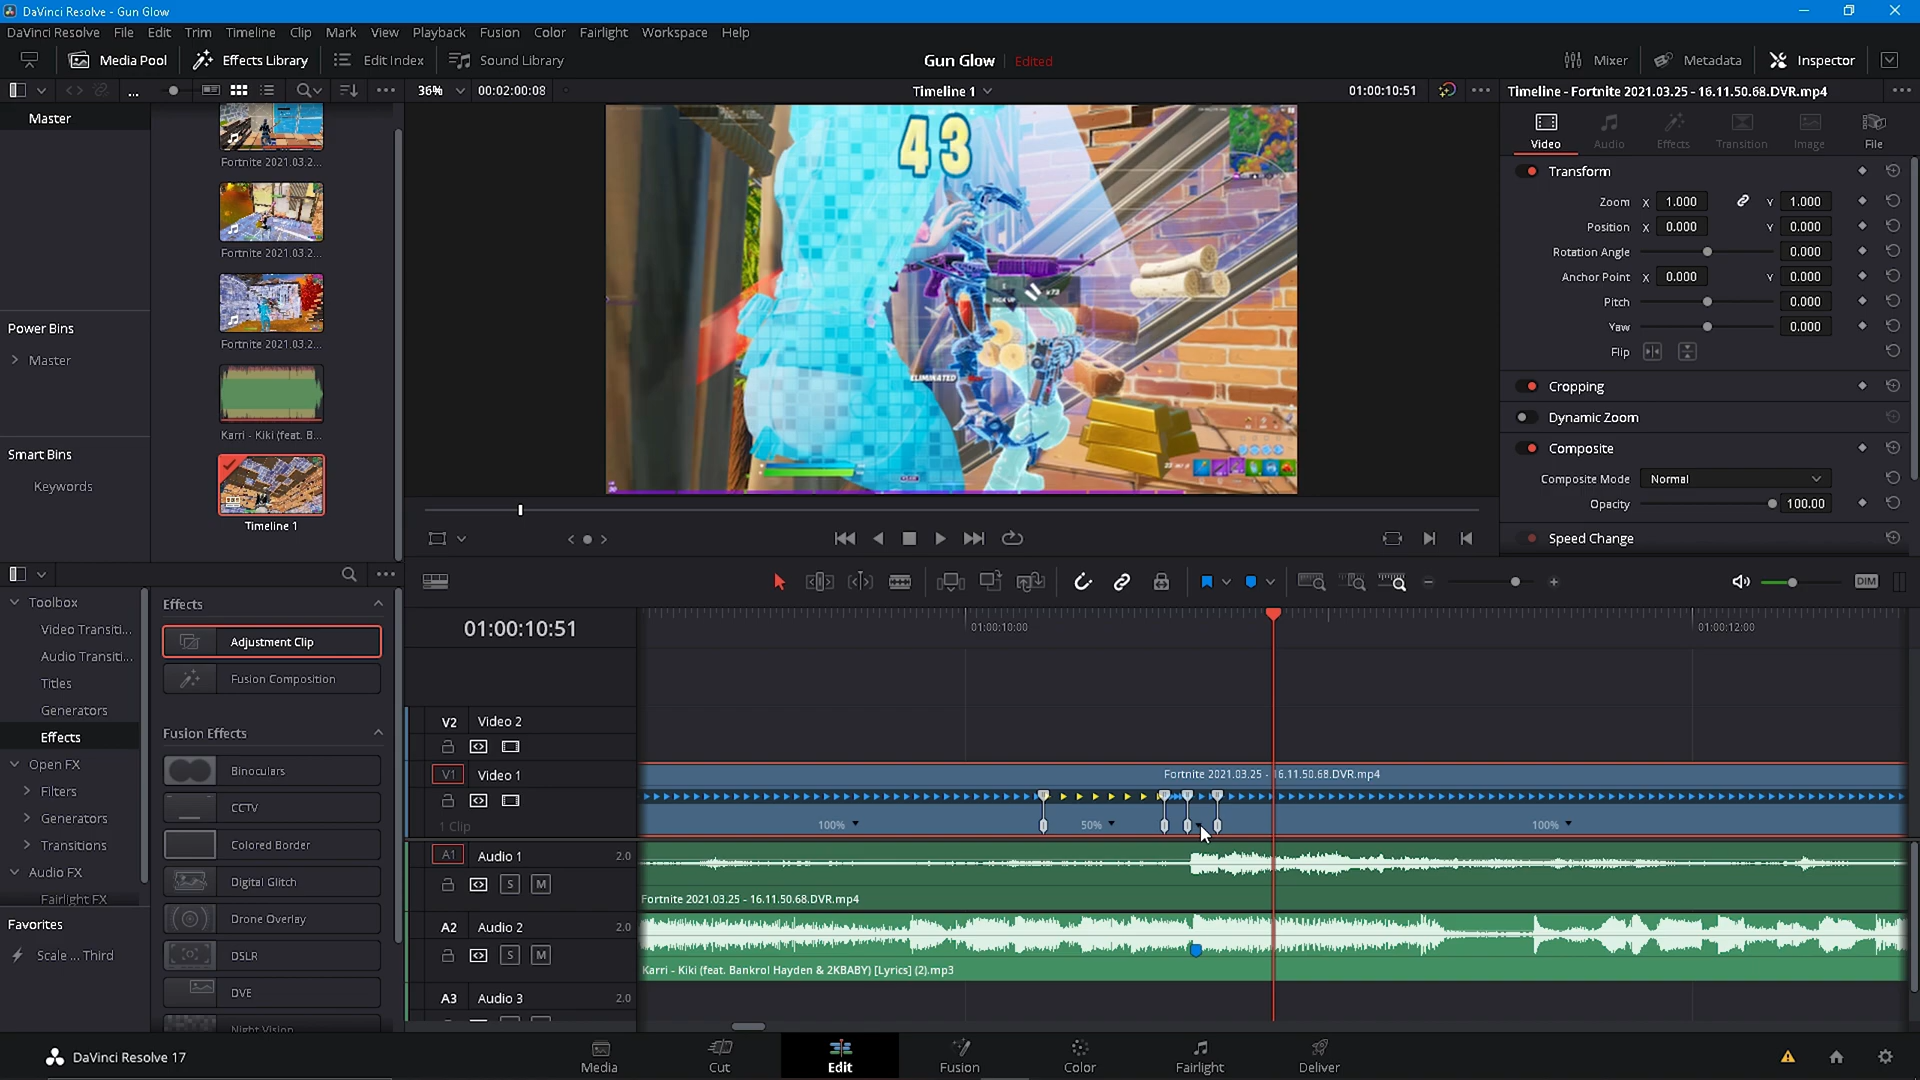 DaVinci Resolve - Gun Glow
DaVinci Resolve File Edit Trim Timeline Clip Mark View Playback Fusion Color Fairlight Workspace Help
Media Pool Effects Library Edit Index Sound Library Gun Glow Edited Mixer Metadata Inspector
36% 00:02:00:08 Timeline 1 01:00:10:51 Timeline - Fortnite 2021.03.25 - 16.11.50.68.DVR.mp4
Master
Power Bins
Master
Smart Bins
Keywords
Fortnite 2021.03.2...
Fortnite 2021.03.2...
Fortnite 2021.03.2...
Karri - Kiki (feat. B...
Timeline 1
43
PICK UP
x73
ELIMINATED
Video Audio Effects Transition Image File
Transform
Zoom X 1.000 Y 1.000
Position X 0.000 Y 0.000
Rotation Angle 0.000
Anchor Point X 0.000 Y 0.000
Pitch 0.000
Yaw 0.000
Flip
Cropping
Dynamic Zoom
Composite
Composite Mode Normal
Opacity 100.00
Speed Change
Toolbox
Video Transiti...
Audio Transiti...
Titles
Generators
Effects
Open FX
Filters
Generators
Transitions
Audio FX
Fairlight FX
Favorites
Scale ... Third
Effects
Adjustment Clip
Fusion Composition
Fusion Effects
Binoculars
CCTV
Colored Border
Digital Glitch
Drone Overlay
DSLR
DVE
Night Vision
DIM
01:00:10:51
01:00:10:00 01:00:12:00
V2 Video 2
V1 Video 1
1 Clip
Fortnite 2021.03.25 - 16.11.50.68.DVR.mp4
100% 50% 100%
A1 Audio 1 2.0
S M
Fortnite 2021.03.25 - 16.11.50.68.DVR.mp4
A2 Audio 2 2.0
S M
Karri - Kiki (feat. Bankrol Hayden & 2KBABY) [Lyrics] (2).mp3
A3 Audio 3 2.0
DaVinci Resolve 17
Media Cut Edit Fusion Color Fairlight Deliver